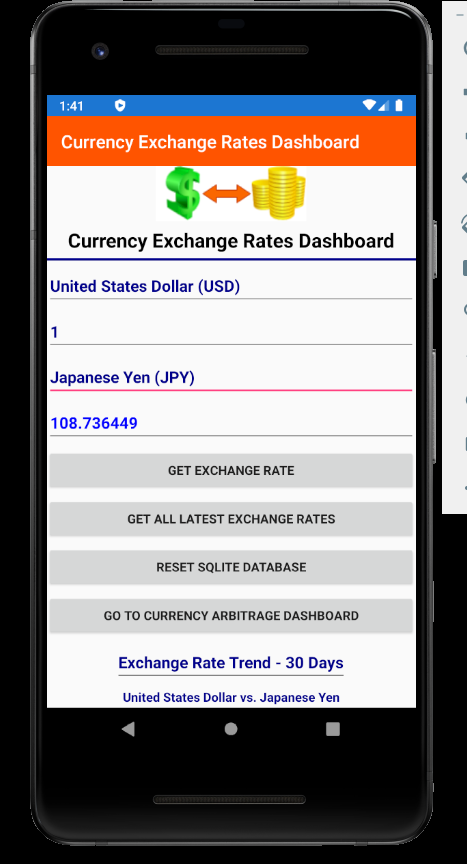 1:41
Currency Exchange Rates Dashboard
$
Currency Exchange Rates Dashboard
United States Dollar (USD)
1
Japanese Yen (JPY)
108.736449
GET EXCHANGE RATE
GET ALL LATEST EXCHANGE RATES
RESET SQLITE DATABASE
GO TO CURRENCY ARBITRAGE DASHBOARD
Exchange Rate Trend - 30 Days
United States Dollar vs. Japanese Yen